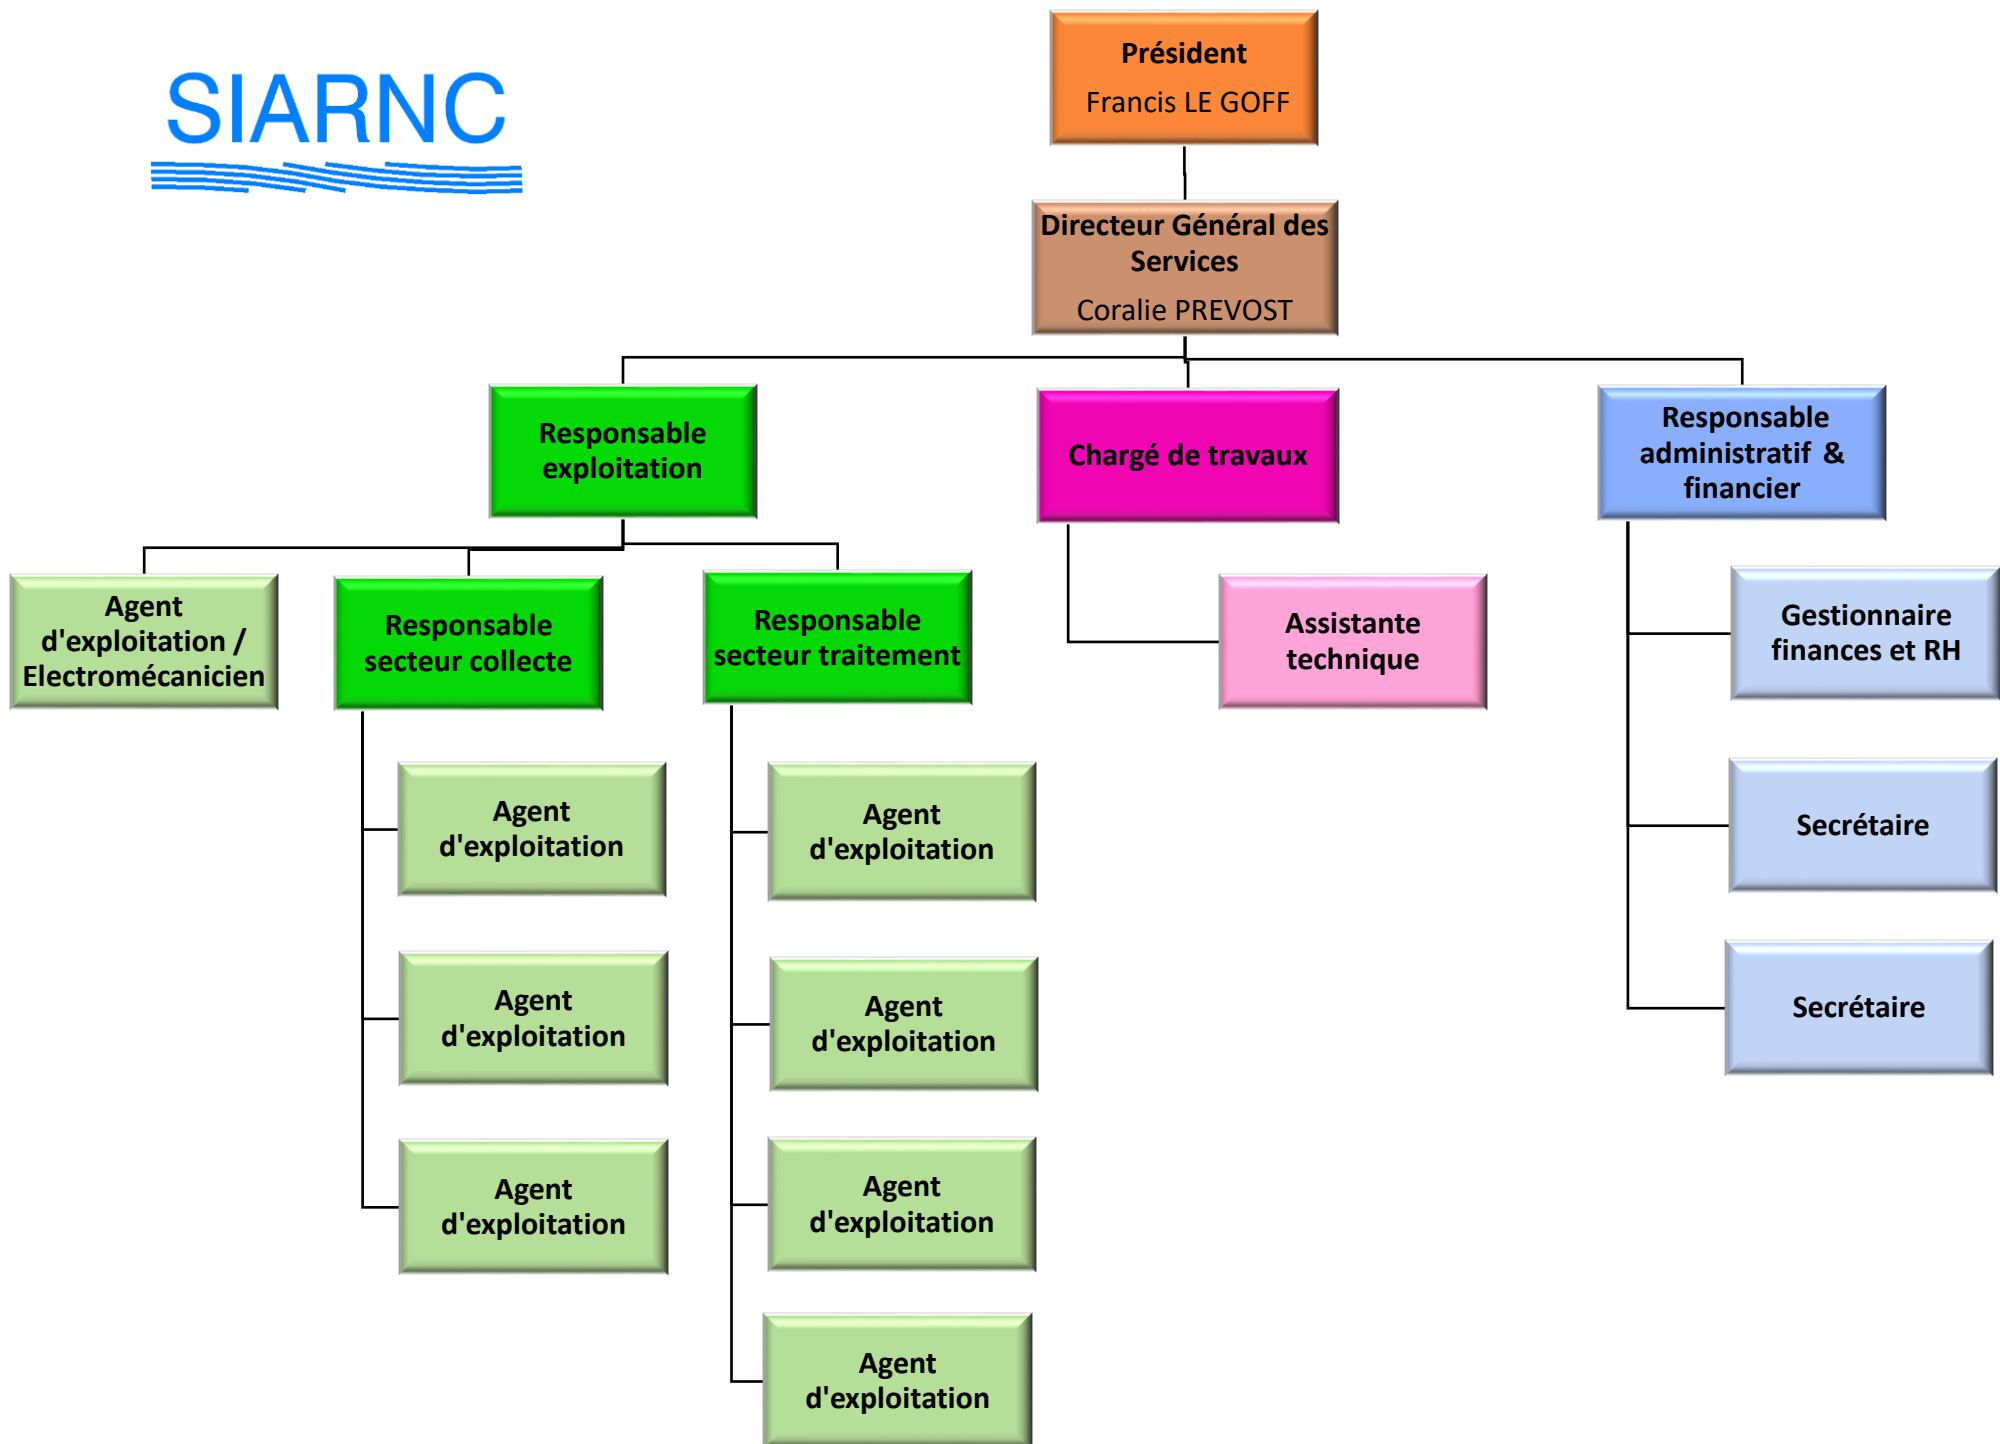 SIARNC
Président
Francis LE GOFF
Directeur Général des
Services
Coralie PREVOST
Responsable
exploitation
Chargé de travaux
Responsable
administratif &
financier
Agent
d'exploitation /
Electromécanicien
Responsable
secteur collecte
Responsable
secteur traitement
Assistante
technique
Gestionnaire
finances et RH
Agent
d'exploitation
Agent
d'exploitation
Secrétaire
Agent
d'exploitation
Agent
d'exploitation
Secrétaire
Agent
d'exploitation
Agent
d'exploitation
Agent
d'exploitation